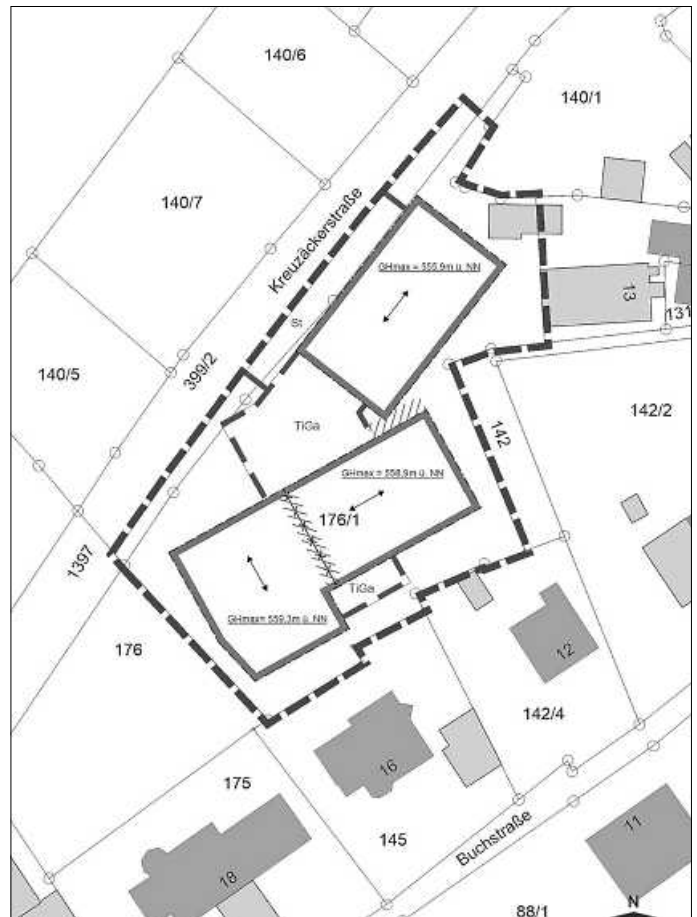 140/6
140/1
140/7
Kreuzäckerstraße
GHmax = 555.9m ü. NN
13
13
St
399/2
140/5
TiGa
142
142/2
GHmax = 558.9m ü. NN
176/1
1397
TiGa
GHmax= 559.3m ü. NN
176
12
142/4
16
175
145
Buchstraße
11
18
88/1
N